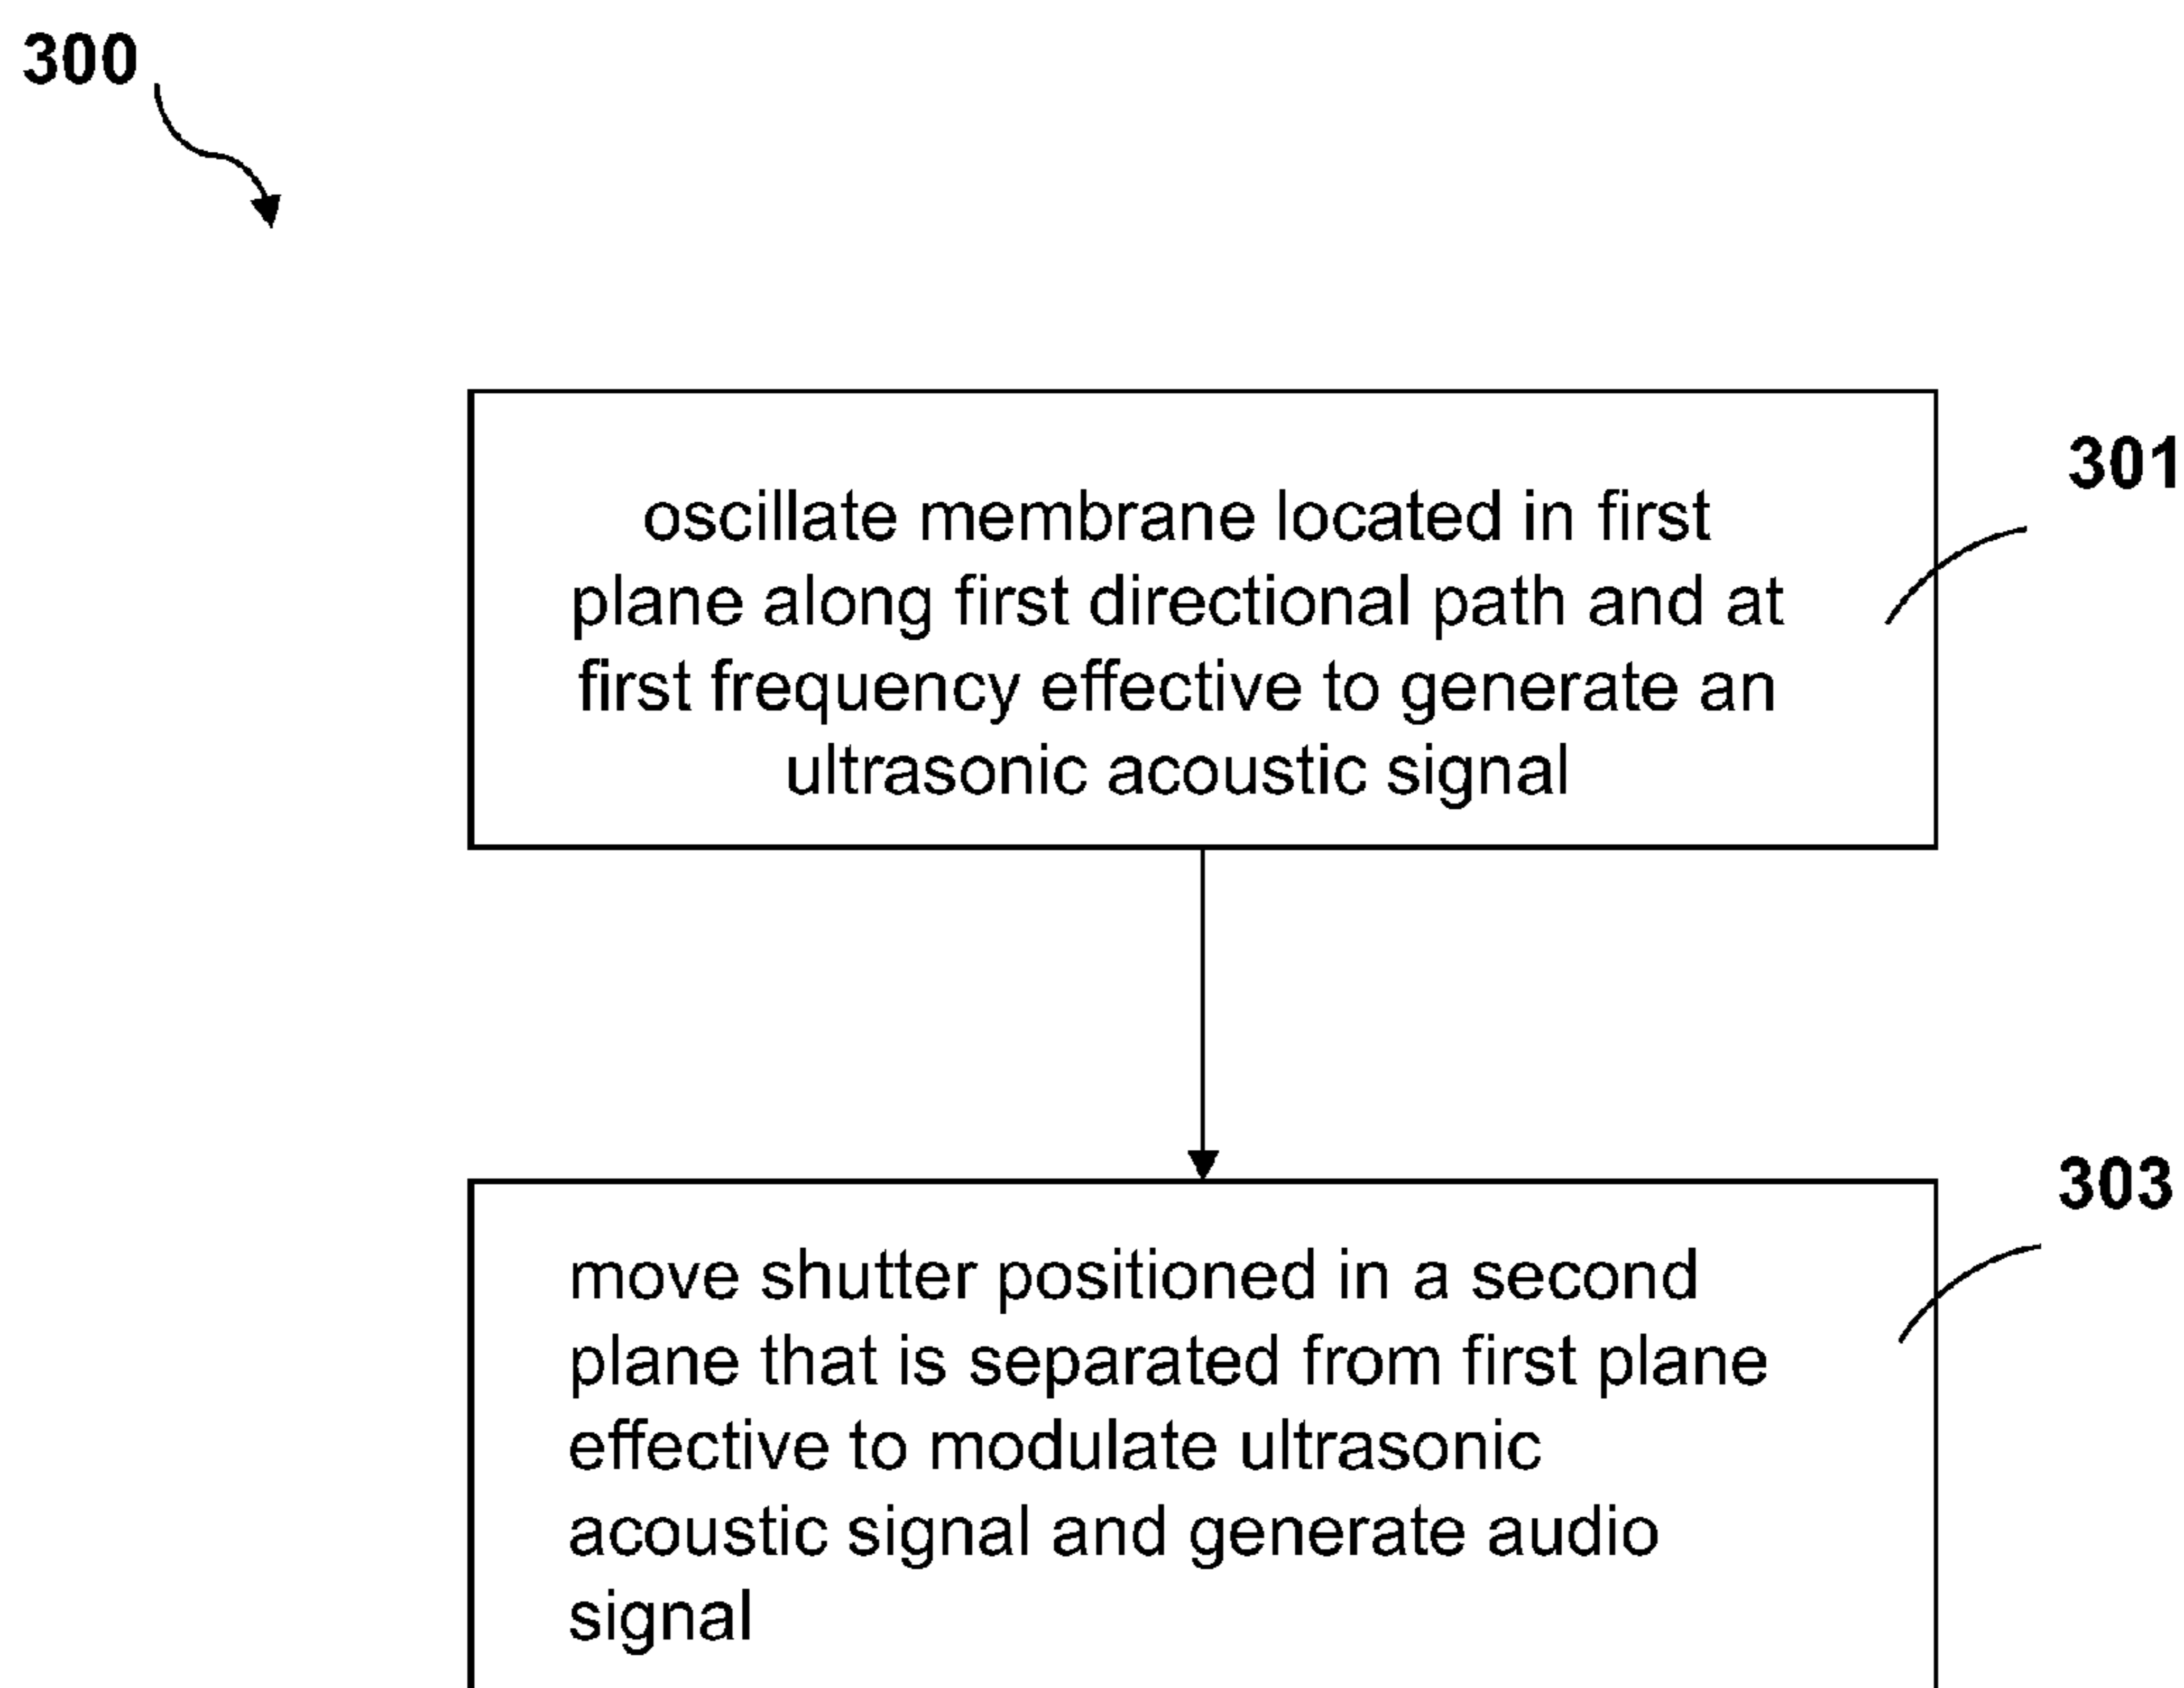 300
301
oscillate membrane located in first
plane along first directional path and at
first frequency effective to generate an
ultrasonic acoustic signal
303
move shutter positioned in a second
plane that is separated from first plane
effective to modulate ultrasonic
acoustic signal and generate audio
signal